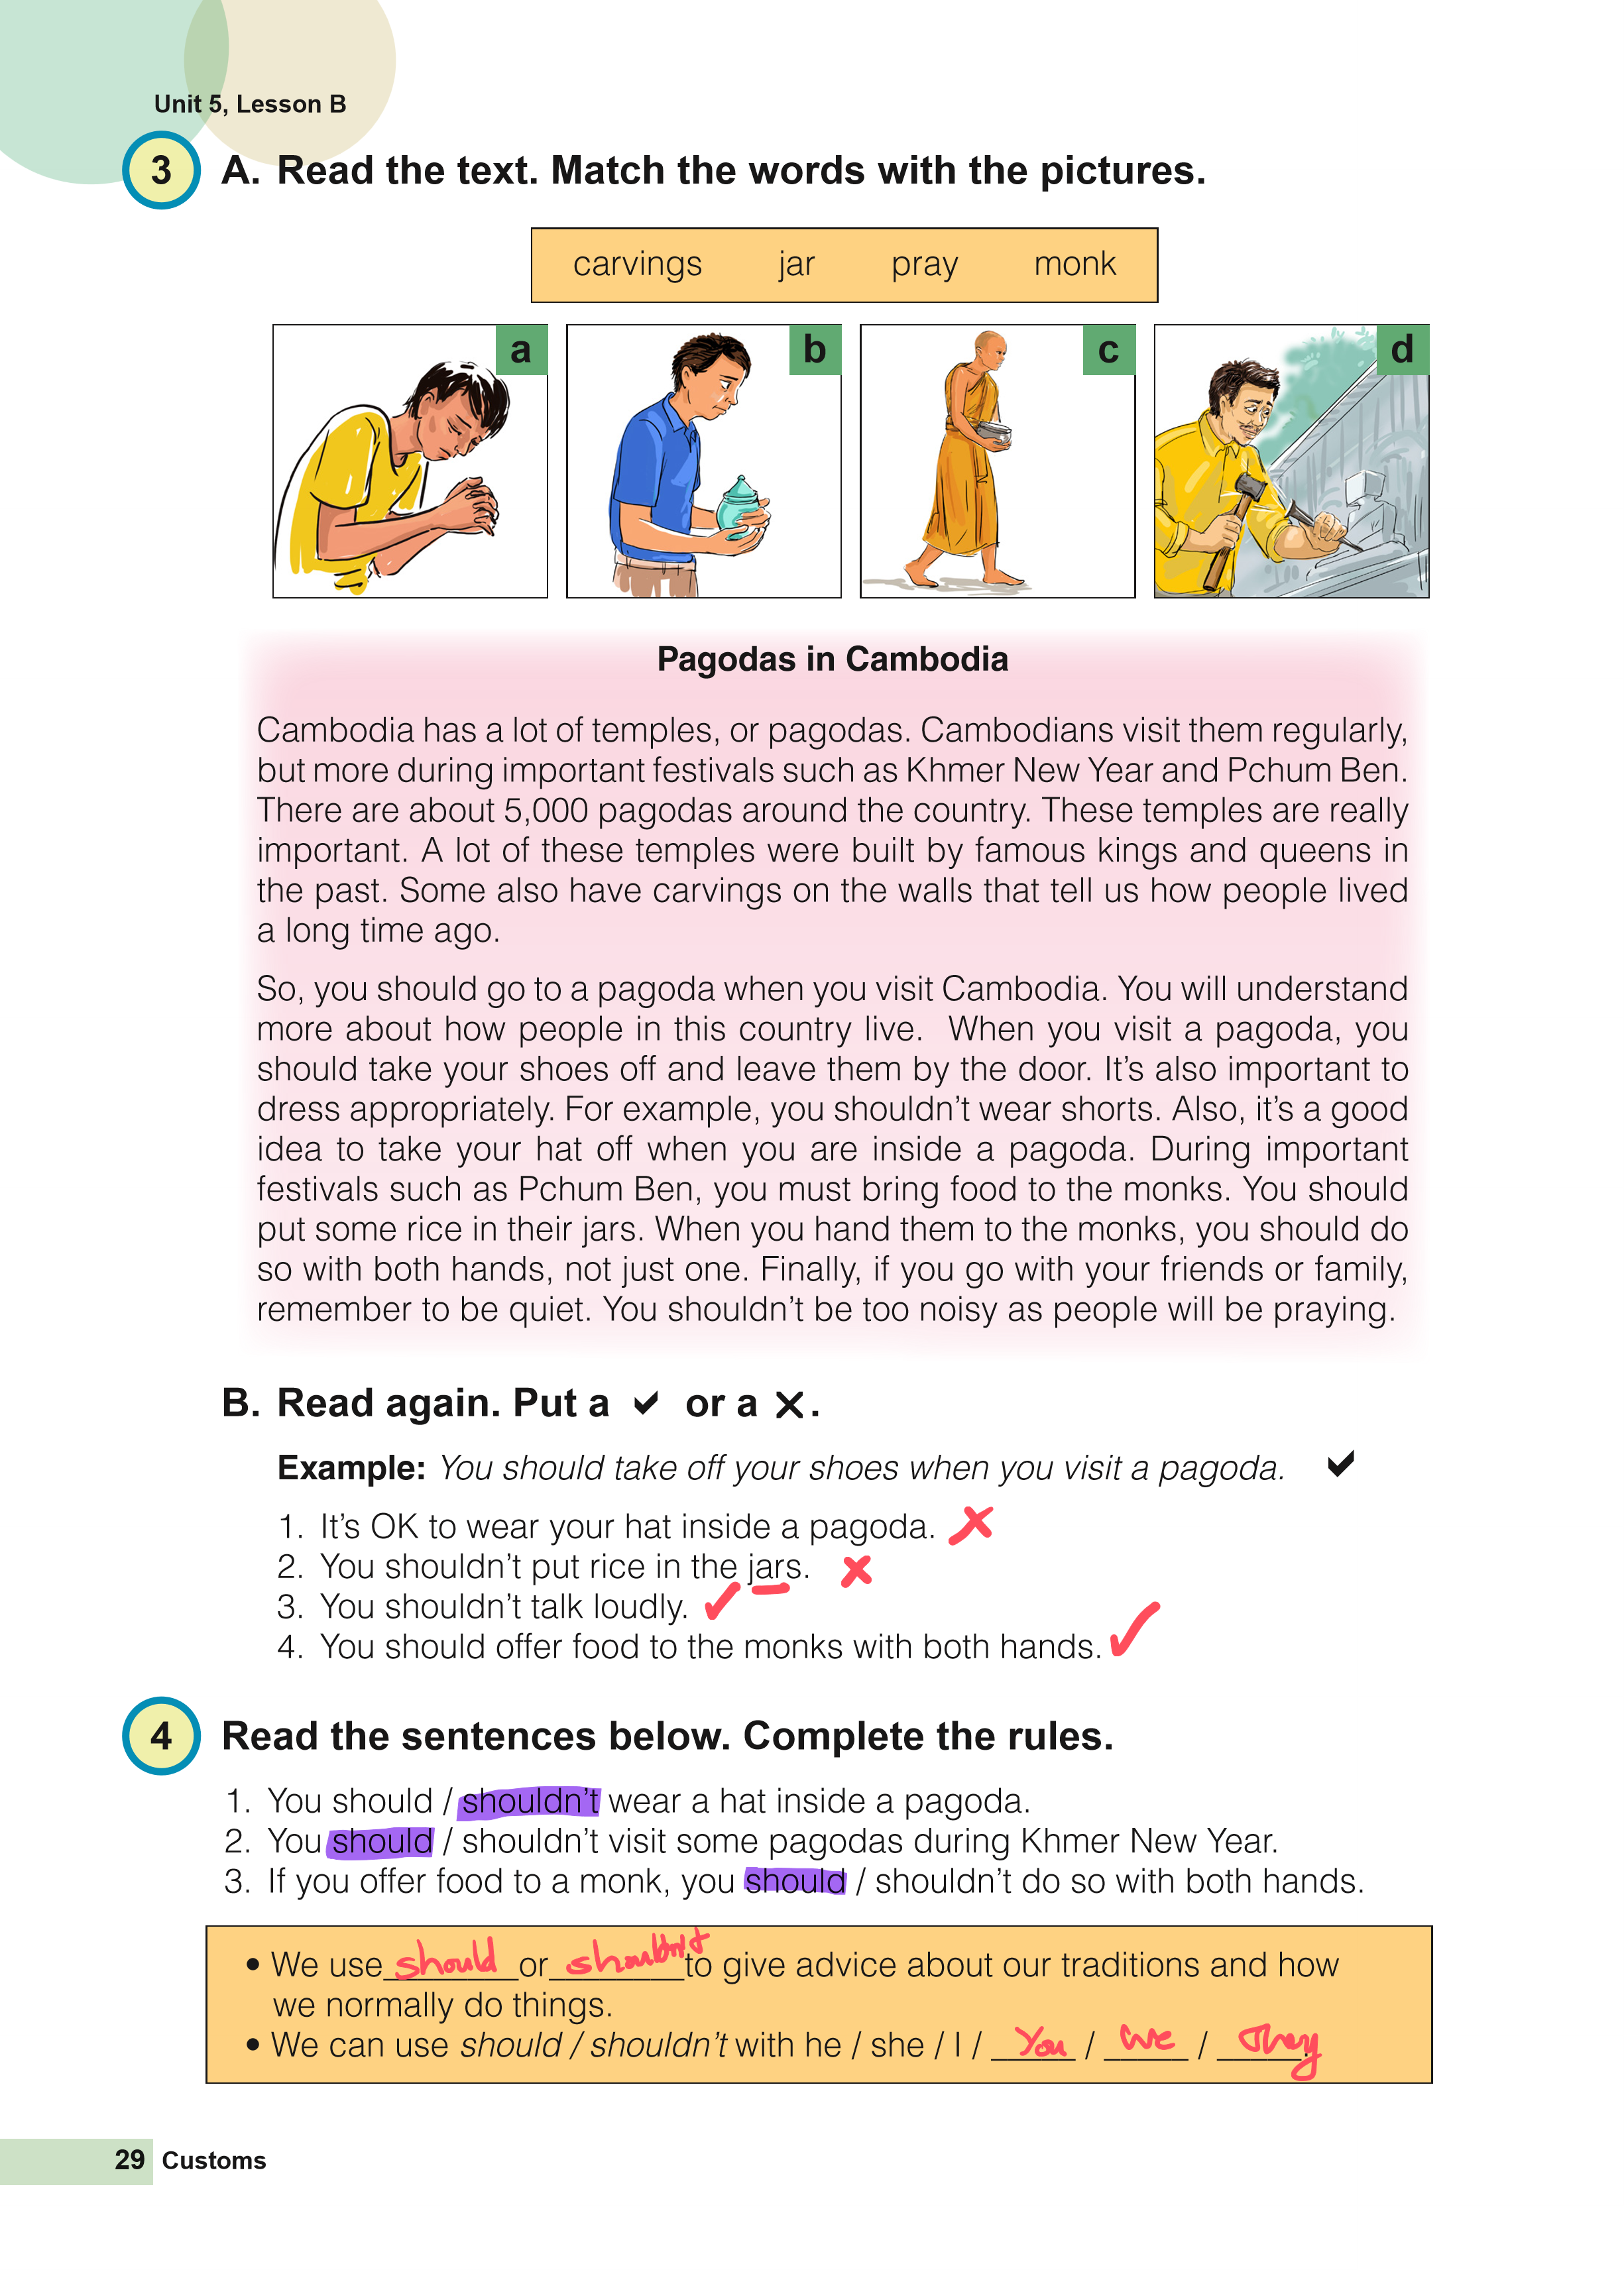 Unit 5, Lesson B
3 A. Read the text. Match the words with the pictures.
carvings jar pray monk
a b c d
Pagodas in Cambodia
Cambodia has a lot of temples, or pagodas. Cambodians visit them regularly,
but more during important festivals such as Khmer New Year and Pchum Ben.
There are about 5,000 pagodas around the country. These temples are really
important. A lot of these temples were built by famous kings and queens in
the past. Some also have carvings on the walls that tell us how people lived
a long time ago.
So, you should go to a pagoda when you visit Cambodia. You will understand
more about how people in this country live. When you visit a pagoda, you
should take your shoes off and leave them by the door. It’s also important to
dress appropriately. For example, you shouldn’t wear shorts. Also, it’s a good
idea to take your hat off when you are inside a pagoda. During important
festivals such as Pchum Ben, you must bring food to the monks. You should
put some rice in their jars. When you hand them to the monks, you should do
so with both hands, not just one. Finally, if you go with your friends or family,
remember to be quiet. You shouldn’t be too noisy as people will be praying.
B. Read again. Put a ✔ or a ✕.
Example: You should take off your shoes when you visit a pagoda. ✔
1. It’s OK to wear your hat inside a pagoda. ✗
2. You shouldn’t put rice in the jars. ✗
3. You shouldn’t talk loudly. ✓
4. You should offer food to the monks with both hands. ✓
4 Read the sentences below. Complete the rules.
1. You should / shouldn’t wear a hat inside a pagoda.
2. You should / shouldn’t visit some pagodas during Khmer New Year.
3. If you offer food to a monk, you should / shouldn’t do so with both hands.
• We use should or shouldn't to give advice about our traditions and how
we normally do things.
• We can use should / shouldn’t with he / she / I / You / we / They.
29 Customs